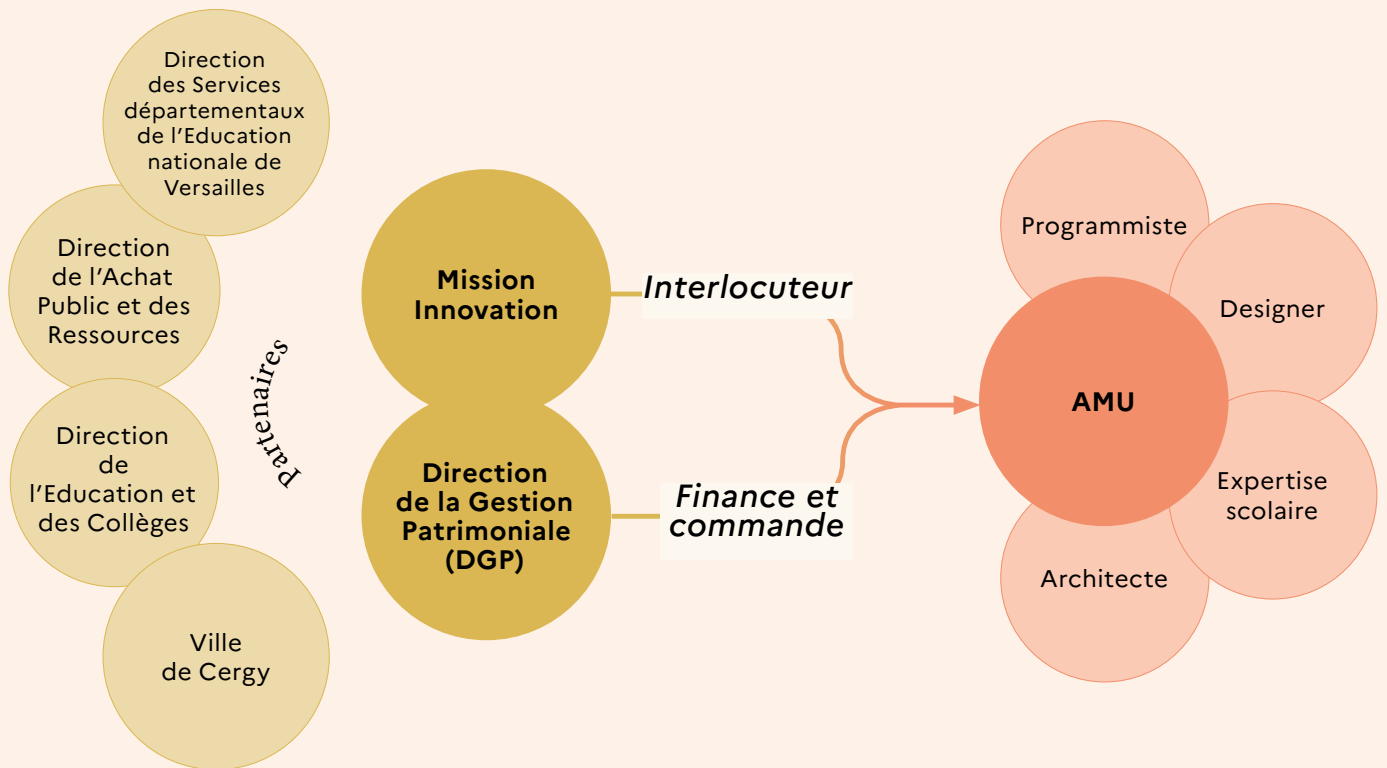 Direction
des Services
départementaux
de l'Education
nationale de
Versailles
Direction
de l'Achat
Public et des
Ressources
Direction
de
l'Education et
des Collèges
Ville
de Cergy
Partenaires
Mission
Innovation
Direction
de la Gestion
Patrimoniale
(DGP)
Interlocuteur
Finance et
commande
Programmiste
Designer
AMU
Expertise
scolaire
Architecte